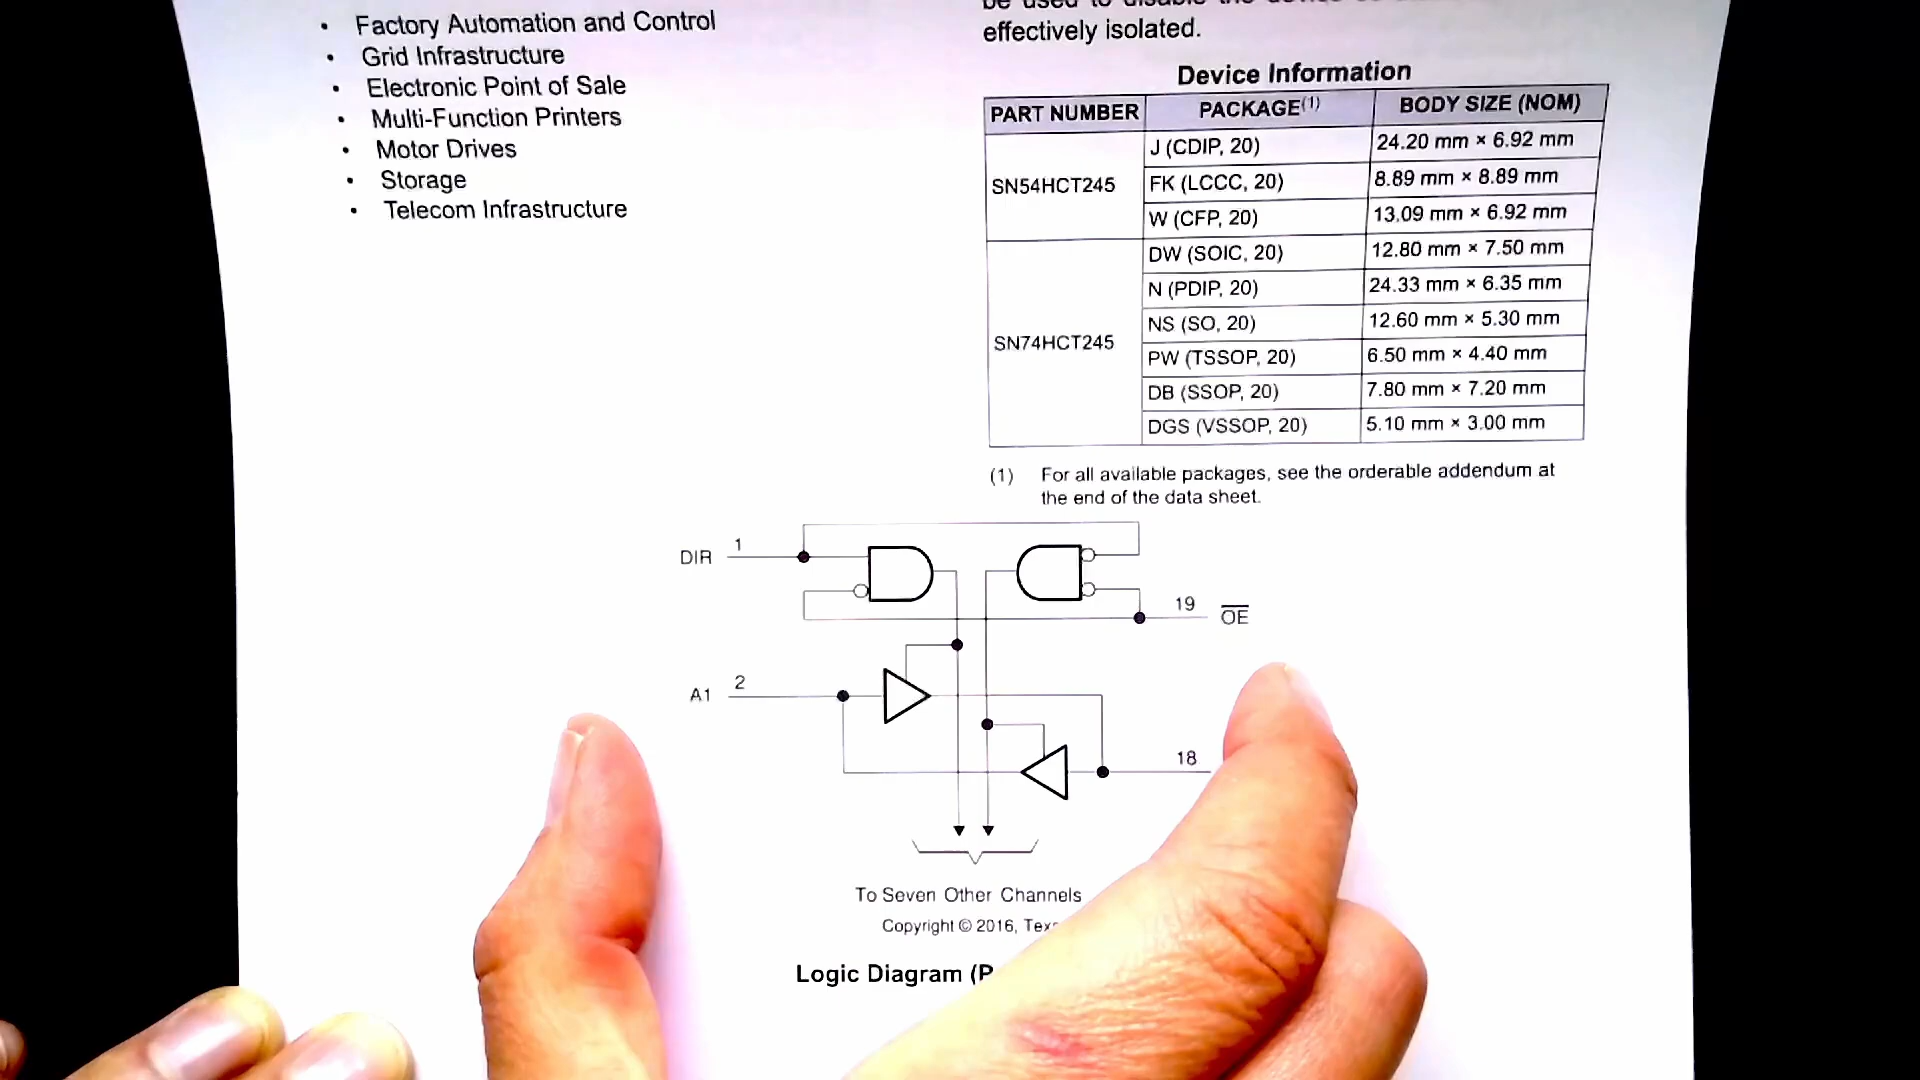 • Factory Automation and Control
• Grid Infrastructure
• Electronic Point of Sale
• Multi-Function Printers
• Motor Drives
• Storage
• Telecom Infrastructure
be used to disable the device so
effectively isolated.
Device Information
PART NUMBER PACKAGE(1) BODY SIZE (NOM)
SN54HCT245
J (CDIP, 20) 24.20 mm × 6.92 mm
FK (LCCC, 20) 8.89 mm × 8.89 mm
W (CFP, 20) 13.09 mm × 6.92 mm
SN74HCT245
DW (SOIC, 20) 12.80 mm × 7.50 mm
N (PDIP, 20) 24.33 mm × 6.35 mm
NS (SO, 20) 12.60 mm × 5.30 mm
PW (TSSOP, 20) 6.50 mm × 4.40 mm
DB (SSOP, 20) 7.80 mm × 7.20 mm
DGS (VSSOP, 20) 5.10 mm × 3.00 mm
(1) For all available packages, see the orderable addendum at
the end of the data sheet.
DIR 1
19 O̅E̅
A1 2
18
To Seven Other Channels
Copyright © 2016,
Logic Diagram (P